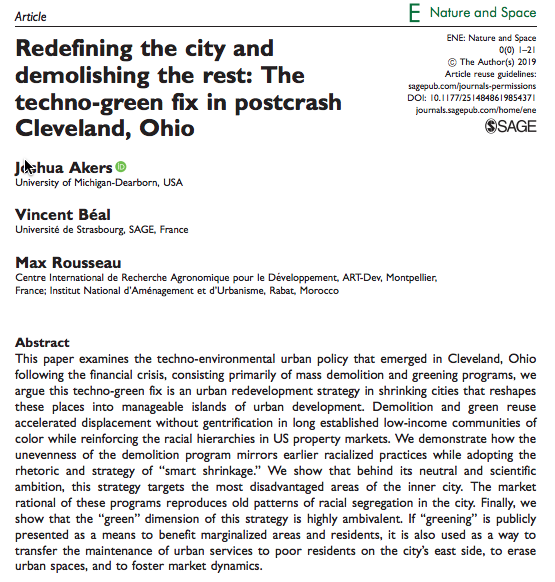 Article
E Nature and Space
Redefining the city and
demolishing the rest: The
techno-green fix in postcrash
Cleveland, Ohio
ENE: Nature and Space
0(0) 1–21
© The Author(s) 2019
Article reuse guidelines:
sagepub.com/journals-permissions
DOI: 10.1177/2514848619854371
journals.sagepub.com/home/ene
SAGE
Joshua Akers
University of Michigan-Dearborn, USA
Vincent Béal
Université de Strasbourg, SAGE, France
Max Rousseau
Centre International de Recherche Agronomique pour le Développement, ART-Dev, Montpellier,
France; Institut National d'Aménagement et d'Urbanisme, Rabat, Morocco
Abstract
This paper examines the techno-environmental urban policy that emerged in Cleveland, Ohio
following the financial crisis, consisting primarily of mass demolition and greening programs, we
argue this techno-green fix is an urban redevelopment strategy in shrinking cities that reshapes
these places into manageable islands of urban development. Demolition and green reuse
accelerated displacement without gentrification in long established low-income communities of
color while reinforcing the racial hierarchies in US property markets. We demonstrate how the
unevenness of the demolition program mirrors earlier racialized practices while adopting the
rhetoric and strategy of “smart shrinkage.” We show that behind its neutral and scientific
ambition, this strategy targets the most disadvantaged areas of the inner city. The market
rational of these programs reproduces old patterns of racial segregation in the city. Finally, we
show that the “green” dimension of this strategy is highly ambivalent. If “greening” is publicly
presented as a means to benefit marginalized areas and residents, it is also used as a way to
transfer the maintenance of urban services to poor residents on the city's east side, to erase
urban spaces, and to foster market dynamics.